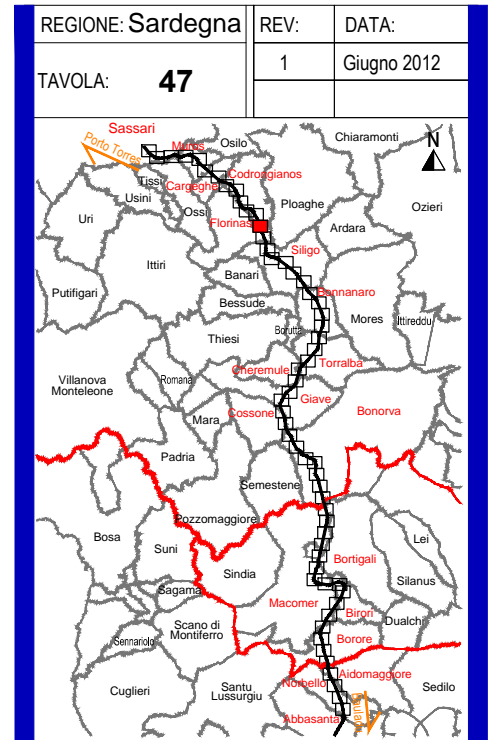 REGIONE: Sardegna
REV:
DATA:
TAVOLA: 47
1
Giugno 2012
Sassari
Porto Torres
Muros
Osilo
Chiaramonti
N
Tissi
Cargeghe
Codrongianos
Usini
Ossi
Ploaghe
Ozieri
Uri
Florinas
Ardara
Siligo
Ittiri
Banari
Bonnanaro
Putifigari
Bessude
Mores
Ittireddu
Borutta
Thiesi
Torralba
Cheremule
Villanova
Monteleone
Romana
Giave
Cossone
Bonorva
Mara
Padria
Semestene
Pozzomaggiore
Bosa
Suni
Lei
Bortigali
Sindia
Silanus
Sagama
Macomer
Birori
Dualchi
Scano di
Montiferro
Sennariolo
Borore
Aidomaggiore
Norbello
Sedilo
Cuglieri
Santu
Lussurgiu
Abbasanta